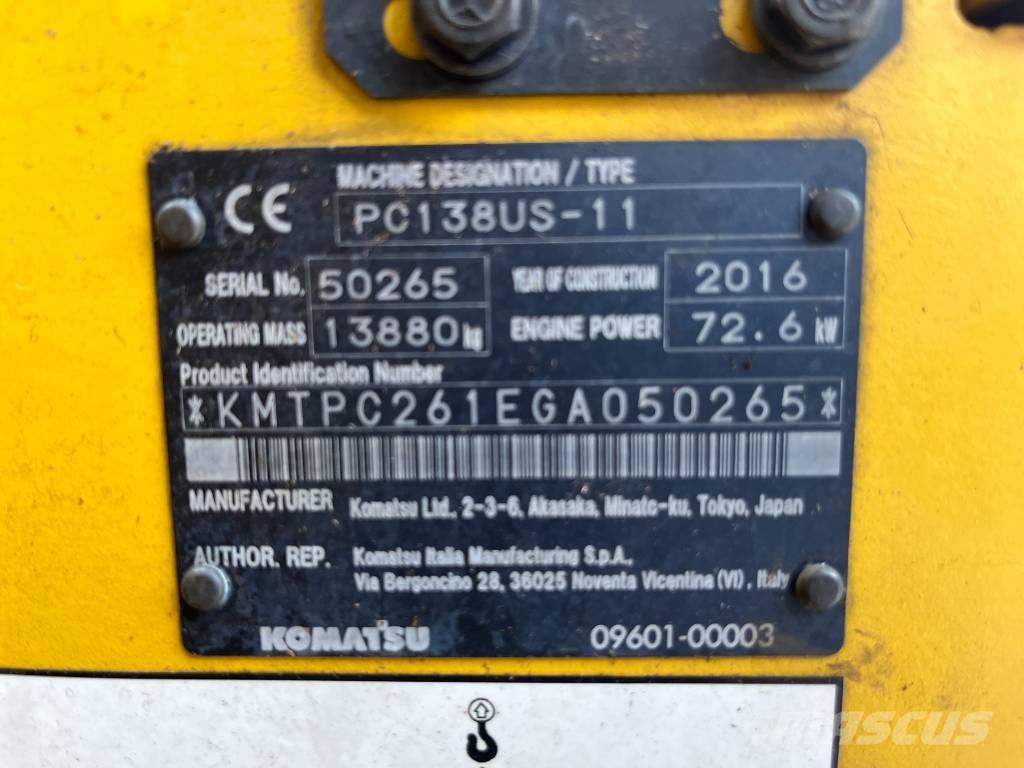 CE MACHINE DESIGNATION / TYPE
PC138US-11
SERIAL No. 50265 YEAR OF CONSTRUCTION 2016
OPERATING MASS 13880 kg ENGINE POWER 72.6 kW
Product Identification Number
*KMTPC261EGA050265*
MANUFACTURER Komatsu Ltd., 2-3-6, Akasaka, Minato-ku, Tokyo, Japan
AUTHOR. REP. Komatsu Italia Manufacturing S.p.A.,
Via Bergoncino 28, 36025 Noventa Vicentina (VI), Italy
KOMATSU 09601-00003
MASCUS